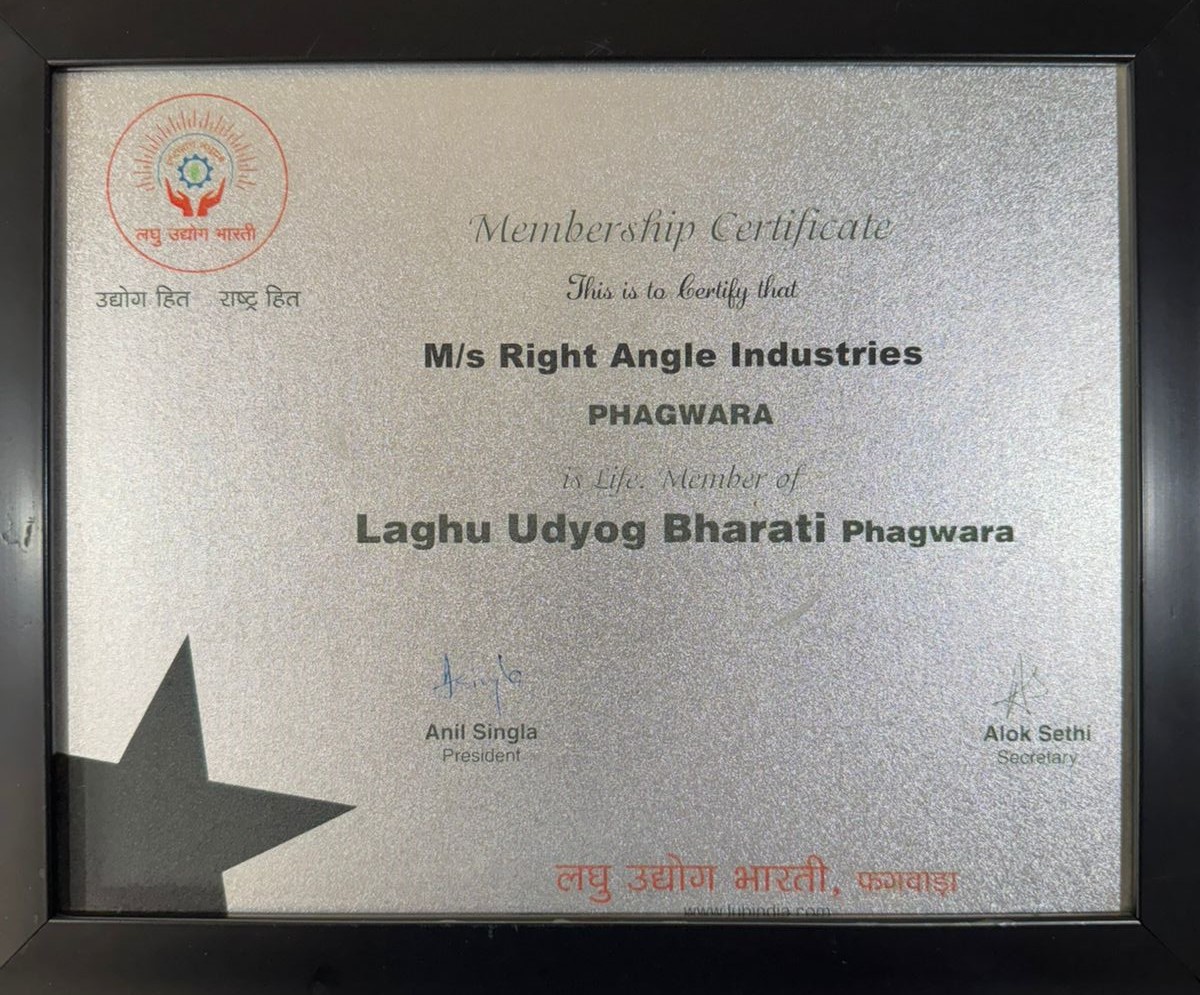 लघु उद्योग भारती
उद्योग हित राष्ट्र हित
Membership Certificate
This is to Certify that
M/s Right Angle Industries
PHAGWARA
is Life. Member of
Laghu Udyog Bharati Phagwara
Anil Singla
President
Alok Sethi
Secretary
लघु उद्योग भारती, फगवाड़ा
www.lubindia.com